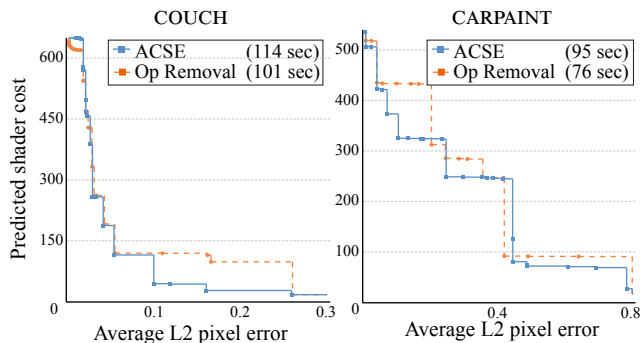 COUCH
Predicted shader cost
600
450
300
150
0
ACSE (114 sec)
Op Removal (101 sec)
0.1
0.2
0.3
Average L2 pixel error
CARPAINT
500
400
300
200
100
0
ACSE (95 sec)
Op Removal (76 sec)
0.4
0.8
Average L2 pixel error